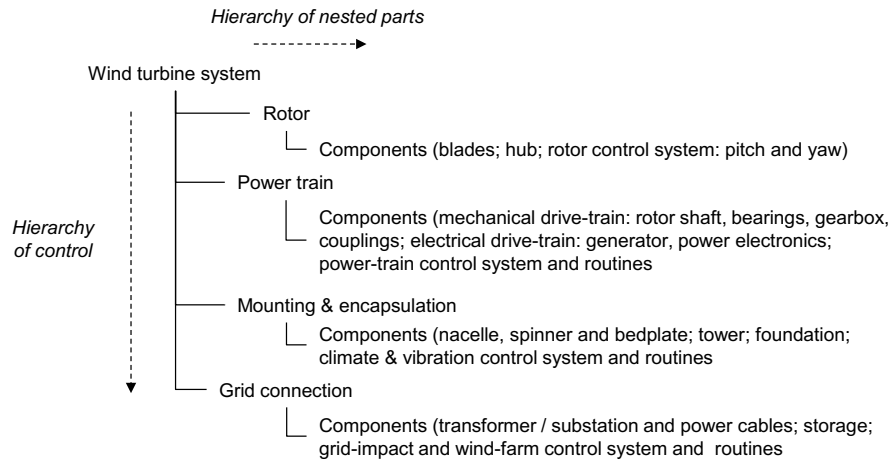 Hierarchy of nested parts
Wind turbine system
Rotor
Components (blades; hub; rotor control system: pitch and yaw)
Power train
Components (mechanical drive-train: rotor shaft, bearings, gearbox,
couplings; electrical drive-train: generator, power electronics;
power-train control system and routines
Hierarchy
of control
Mounting & encapsulation
Components (nacelle, spinner and bedplate; tower; foundation;
climate & vibration control system and routines
Grid connection
Components (transformer / substation and power cables; storage;
grid-impact and wind-farm control system and  routines